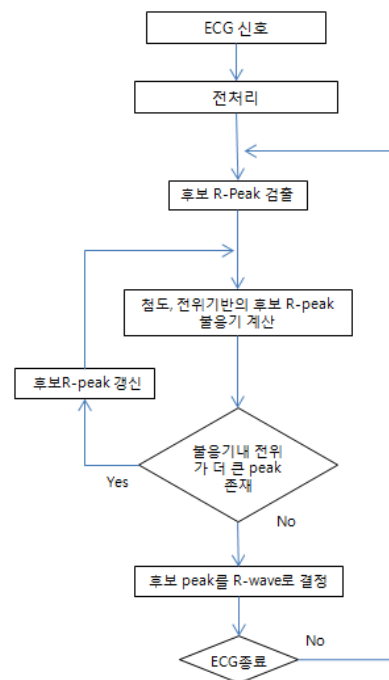 ECG 신호
전처리
후보 R-Peak 검출
첨도, 전위기반의 후보 R-peak
불응기 계산
후보R-peak 갱신
불응기내 전위
가 더 큰 peak
존재
Yes
No
후보 peak를 R-wave로 결정
No
ECG종료